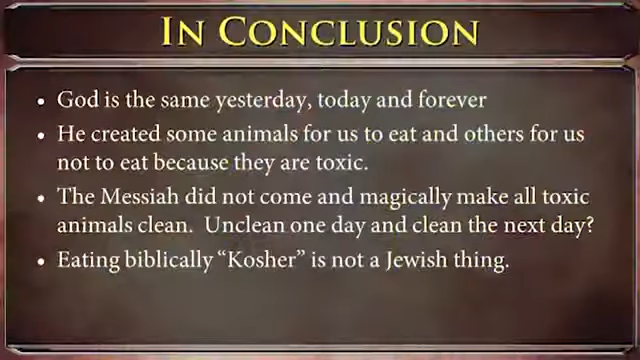 In Conclusion
• God is the same yesterday, today and forever
• He created some animals for us to eat and others for us
not to eat because they are toxic.
• The Messiah did not come and magically make all toxic
animals clean.  Unclean one day and clean the next day?
• Eating biblically “Kosher” is not a Jewish thing.